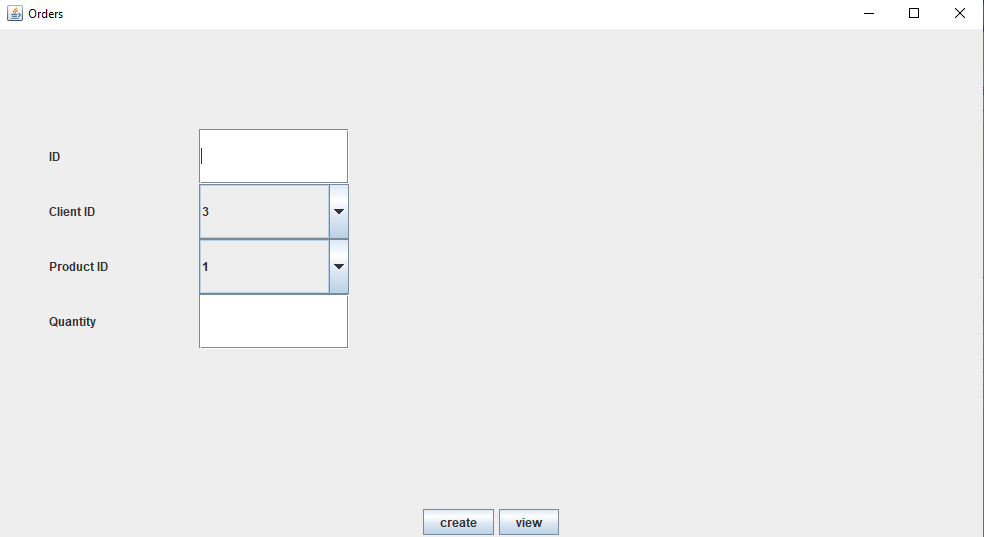 Orders
ID
Client ID 3
Product ID 1
Quantity
create view